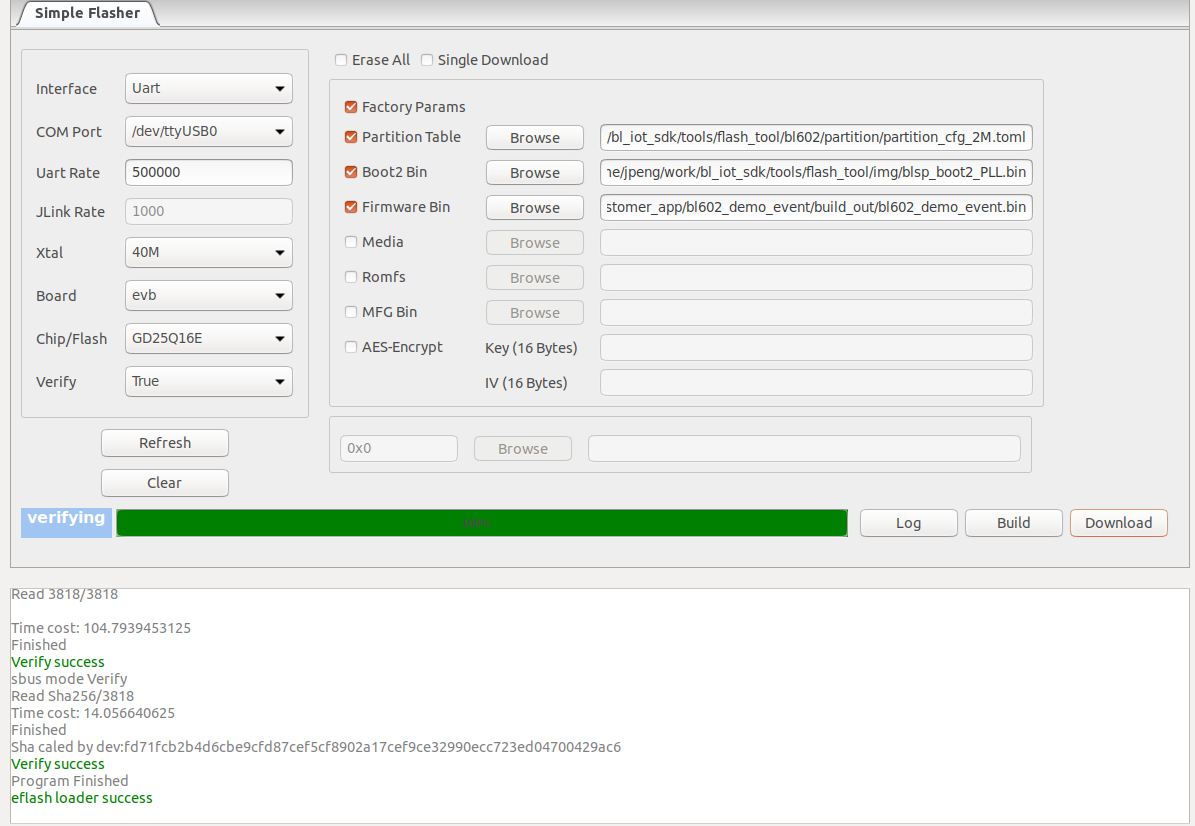 Simple Flasher
Erase All Single Download
Interface Uart
COM Port /dev/ttyUSB0
Uart Rate 500000
JLink Rate 1000
Xtal 40M
Board evb
Chip/Flash GD25Q16E
Verify True
Refresh
Clear
Factory Params
Partition Table Browse /bl_iot_sdk/tools/flash_tool/bl602/partition/partition_cfg_2M.toml
Boot2 Bin Browse ne/jpeng/work/bl_iot_sdk/tools/flash_tool/img/blsp_boot2_PLL.bin
Firmware Bin Browse stomer_app/bl602_demo_event/build_out/bl602_demo_event.bin
Media Browse
Romfs Browse
MFG Bin Browse
AES-Encrypt Key (16 Bytes)
IV (16 Bytes)
0x0 Browse
verifying 100% Log Build Download
Read 3818/3818
Time cost: 104.7939453125
Finished
Verify success
sbus mode Verify
Read Sha256/3818
Time cost: 14.056640625
Finished
Sha caled by dev:fd71fcb2b4d6cbe9cfd87cef5cf8902a17cef9ce32990ecc723ed04700429ac6
Verify success
Program Finished
eflash loader success